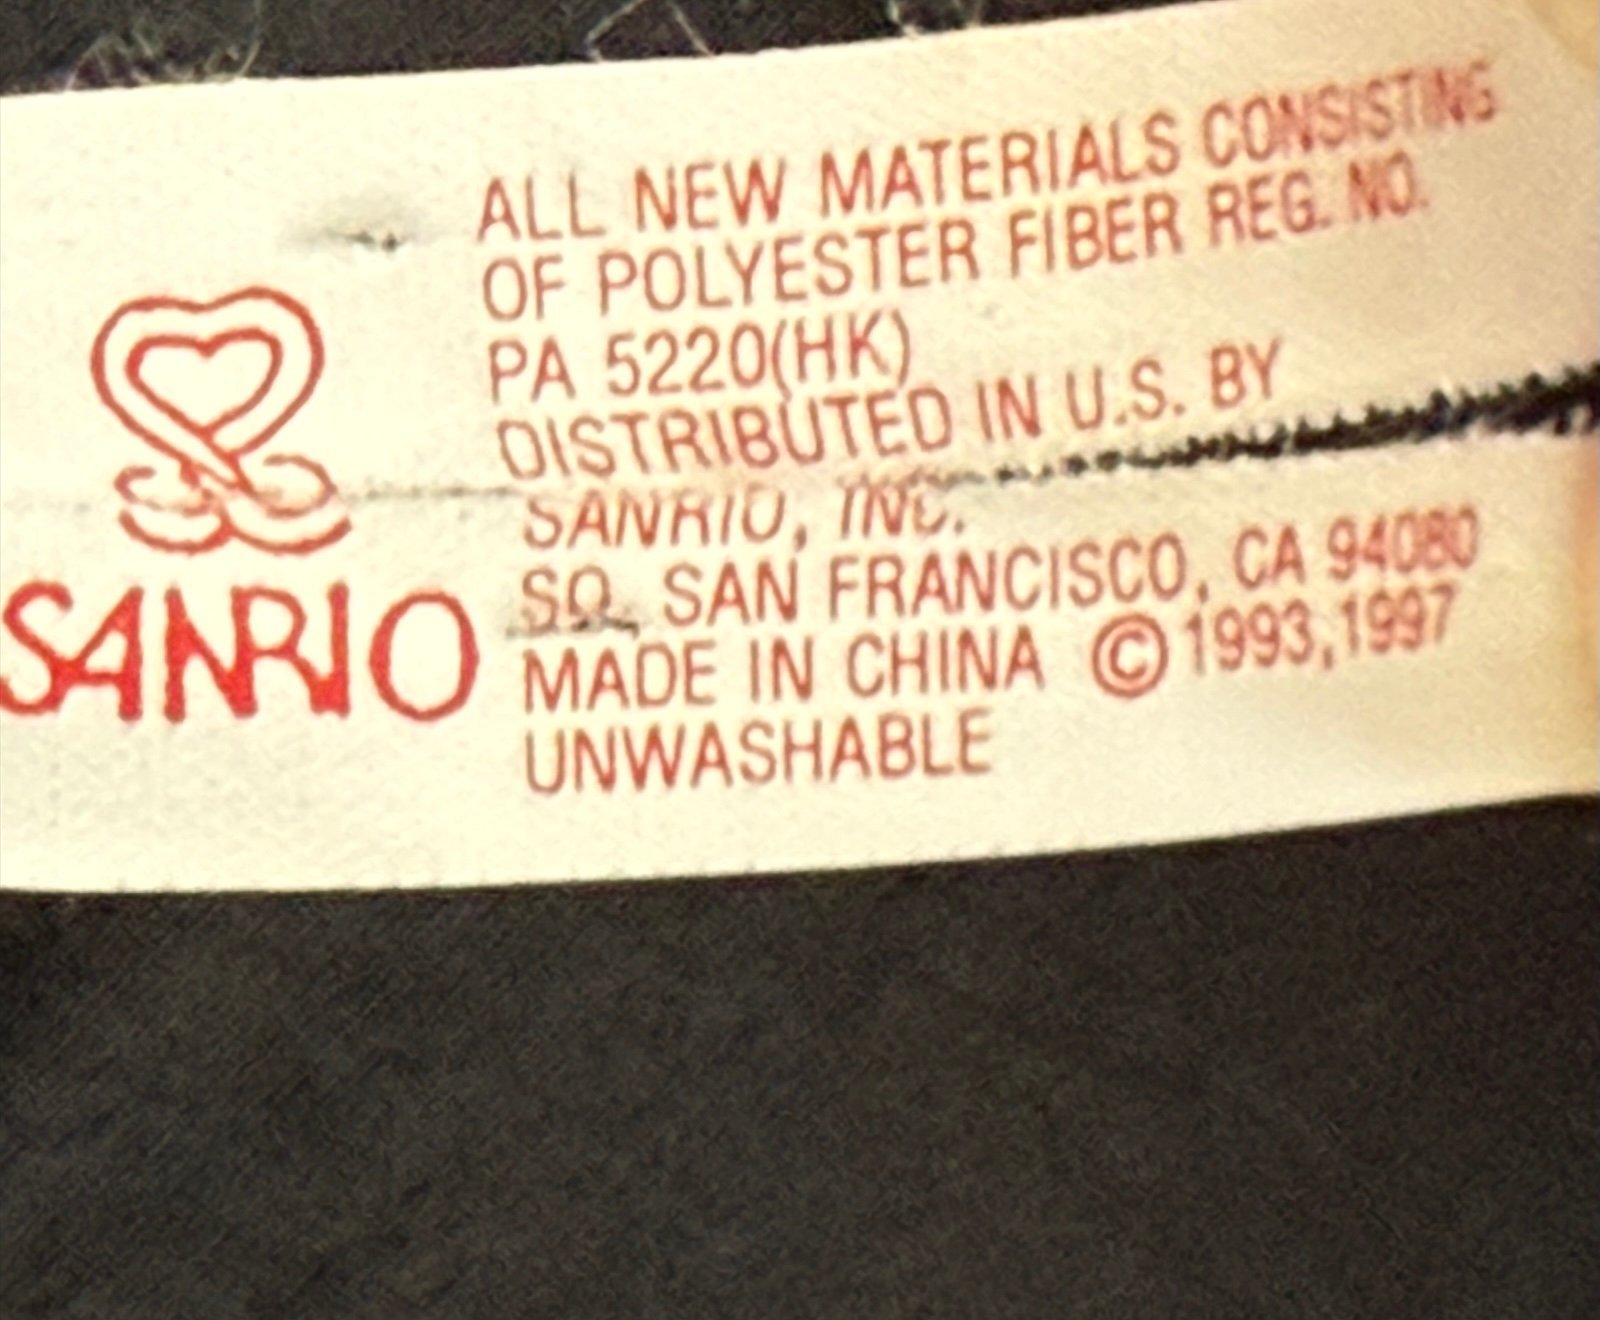 ALL NEW MATERIALS CONSISTING
OF POLYESTER FIBER REG. NO.
PA 5220(HK)
DISTRIBUTED IN U.S. BY
SANRIO, INC.
SO. SAN FRANCISCO, CA 94080
MADE IN CHINA © 1993,1997
UNWASHABLE
SANRIO